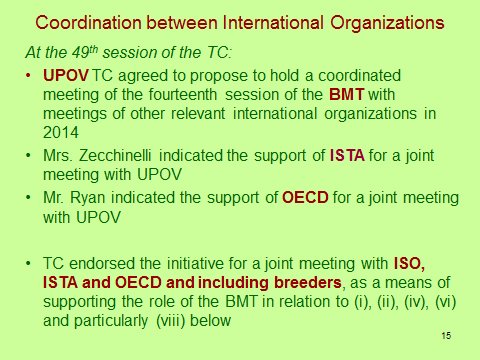 Coordination between International Organizations
At the 49th session of the TC:
• UPOV TC agreed to propose to hold a coordinated
meeting of the fourteenth session of the BMT with
meetings of other relevant international organizations in
2014
• Mrs. Zecchinelli indicated the support of ISTA for a joint
meeting with UPOV
• Mr. Ryan indicated the support of OECD for a joint meeting
with UPOV
• TC endorsed the initiative for a joint meeting with ISO,
ISTA and OECD and including breeders, as a means of
supporting the role of the BMT in relation to (i), (ii), (iv), (vi)
and particularly (viii) below
15